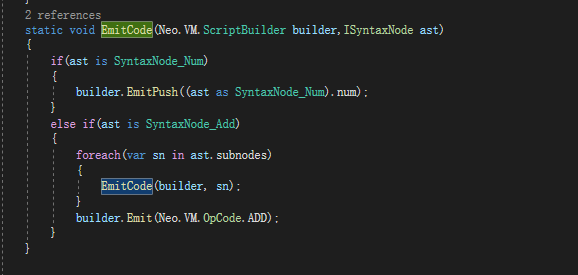 }
2 references
static void EmitCode(Neo.VM.ScriptBuilder builder,ISyntaxNode ast)
{
    if(ast is SyntaxNode_Num)
    {
        builder.EmitPush((ast as SyntaxNode_Num).num);
    }
    else if(ast is SyntaxNode_Add)
    {
        foreach(var sn in ast.subnodes)
        {
            EmitCode(builder, sn);
        }
        builder.Emit(Neo.VM.OpCode.ADD);
    }
}